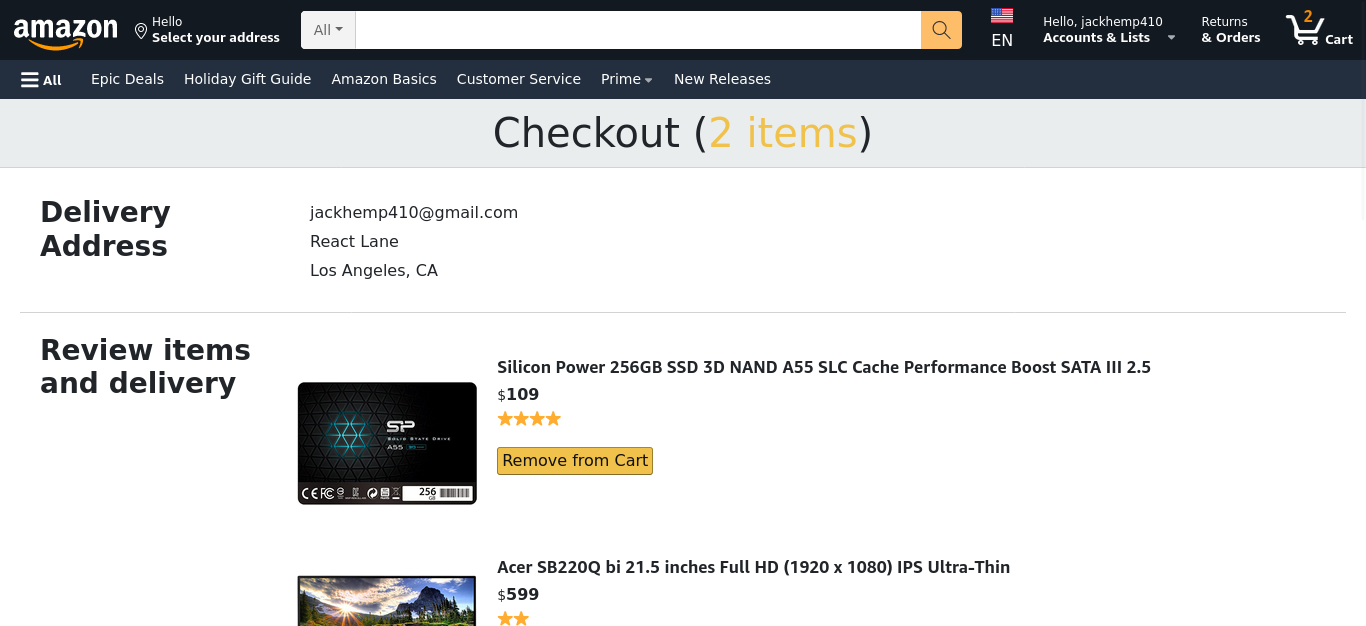 amazon
Hello
Select your address
All
EN
Hello, jackhemp410
Accounts & Lists
Returns
& Orders
2
Cart
All
Epic Deals
Holiday Gift Guide
Amazon Basics
Customer Service
Prime
New Releases
Checkout (2 items)
Delivery
Address
jackhemp410@gmail.com
React Lane
Los Angeles, CA
Review items
and delivery
Silicon Power 256GB SSD 3D NAND A55 SLC Cache Performance Boost SATA III 2.5
$109
Remove from Cart
SP
SOLID STATE DRIVE
A55
256
GB
Acer SB220Q bi 21.5 inches Full HD (1920 x 1080) IPS Ultra-Thin
$599